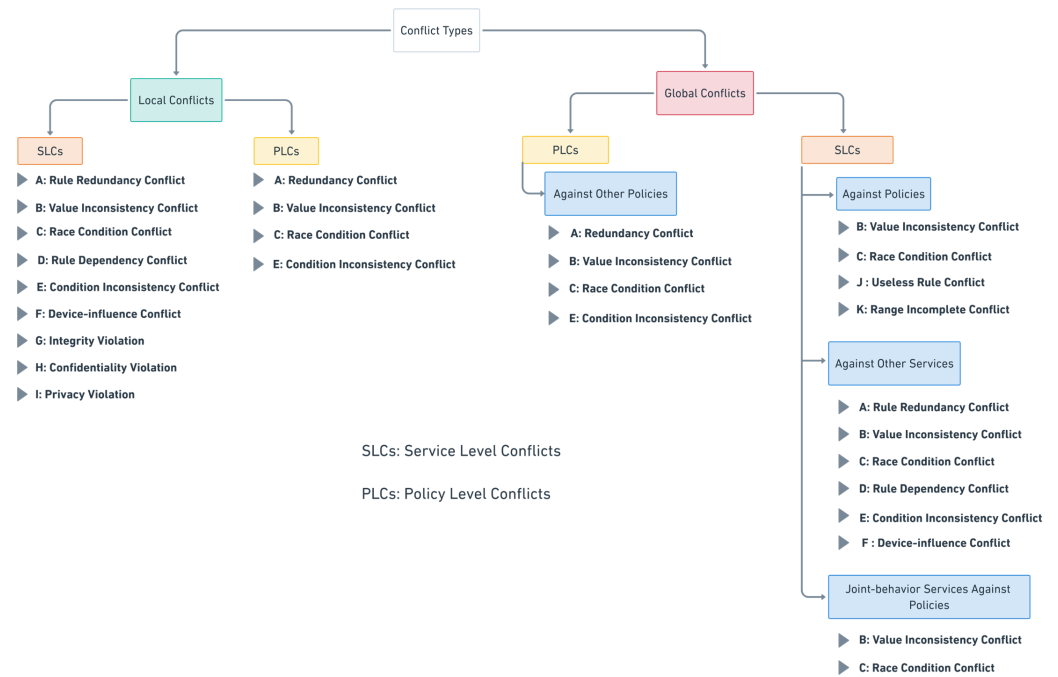 Conflict Types
Local Conflicts
Global Conflicts
SLCs
A: Rule Redundancy Conflict
B: Value Inconsistency Conflict
C: Race Condition Conflict
D: Rule Dependency Conflict
E: Condition Inconsistency Conflict
F: Device-influence Conflict
G: Integrity Violation
H: Confidentiality Violation
I: Privacy Violation
PLCs
A: Redundancy Conflict
B: Value Inconsistency Conflict
C: Race Condition Conflict
E: Condition Inconsistency Conflict
PLCs
Against Other Policies
A: Redundancy Conflict
B: Value Inconsistency Conflict
C: Race Condition Conflict
E: Condition Inconsistency Conflict
SLCs
Against Policies
B: Value Inconsistency Conflict
C: Race Condition Conflict
J : Useless Rule Conflict
K: Range Incomplete Conflict
Against Other Services
A: Rule Redundancy Conflict
B: Value Inconsistency Conflict
C: Race Condition Conflict
D: Rule Dependency Conflict
E: Condition Inconsistency Conflict
F : Device-influence Conflict
Joint-behavior Services Against
Policies
B: Value Inconsistency Conflict
C: Race Condition Conflict
SLCs: Service Level Conflicts
PLCs: Policy Level Conflicts